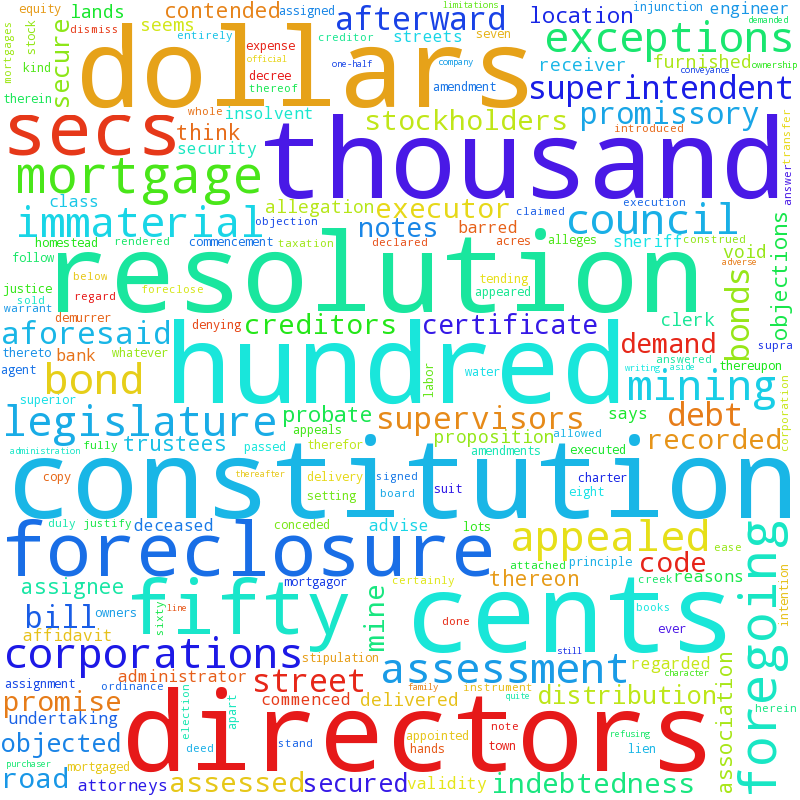 equity
lands
contended
assigned
limitations
injunction
engineer
dollars
afterward
location
demanded
mortgages
stock
dismiss
seems
entirely
creditor
streets
seven
exceptions
kind
secure
expense
official
one-half
company
receiver
furnished
ownership
therein
decree
thereof
amendment
conveyance
superintendent
secs
whole
insolvent
stockholders
promissory
transfer
think
security
thousand
introduced
answer
mortgage
class
allegation
executor
execution
claimed
council
immaterial
objection
notes
barred
acres
sheriff
construed
objections
homestead
rendered
commencement
taxation
declared
alleges
void
follow
resolution
below
tending
adverse
justice
sold
regard
foreclose
appeared
bonds
warrant
demurrer
denying
creditors
certificate
clerk
aforesaid
hundred
demand
supra
thereto
bank
whatever
answered
thereupon
agent
labor
water
writing
aside
mining
superior
corporation
legislature
probate
supervisors
says
debt
trustees
appeals
proposition
allowed
recorded
administration
fully
passed
therefor
amendments
executed
constitution
copy
thereafter
delivery
signed
suit
charter
setting
board
eight
duly
justify
deceased
conceded
advise
lots
appealed
foregoing
foreclosure
ease
attached
principle
code
reasons
assignee
mortgagor
certainly
thereon
creek
intention
bill
owners
sixty
line
fifty
mine
cents
books
affidavit
done
ever
corporations
stipulation
still
assignment
ordinance
administrator
street
assessment
regarded
character
promise
election
apart
commenced
family
delivered
instrument
quite
distribution
association
herein
undertaking
deed
directors
note
appointed
hands
town
refusing
objected
stand
lien
purchaser
road
mortgaged
attorneys
assessed
secured
validity
indebtedness